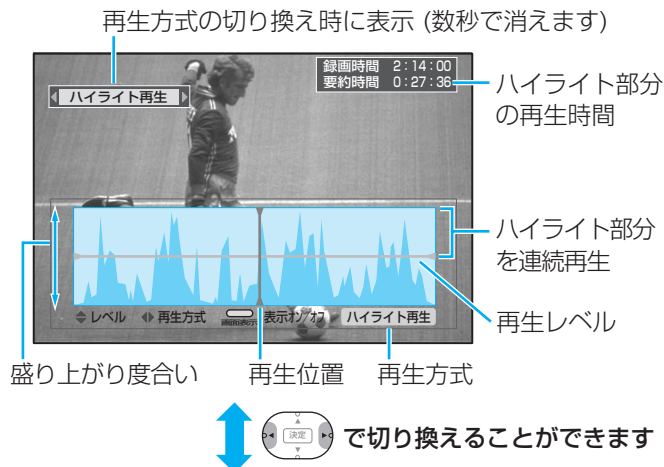 再生方式の切り換え時に表示 (数秒で消えます)
録画時間 2:14:00
要約時間 0:27:36
ハイライト再生
ハイライト部分
の再生時間
ハイライト部分
を連続再生
再生レベル
レベル 再生方式 画面表示 表示オン/オフ ハイライト再生
盛り上がり度合い 再生位置 再生方式
決定 で切り換えることができます